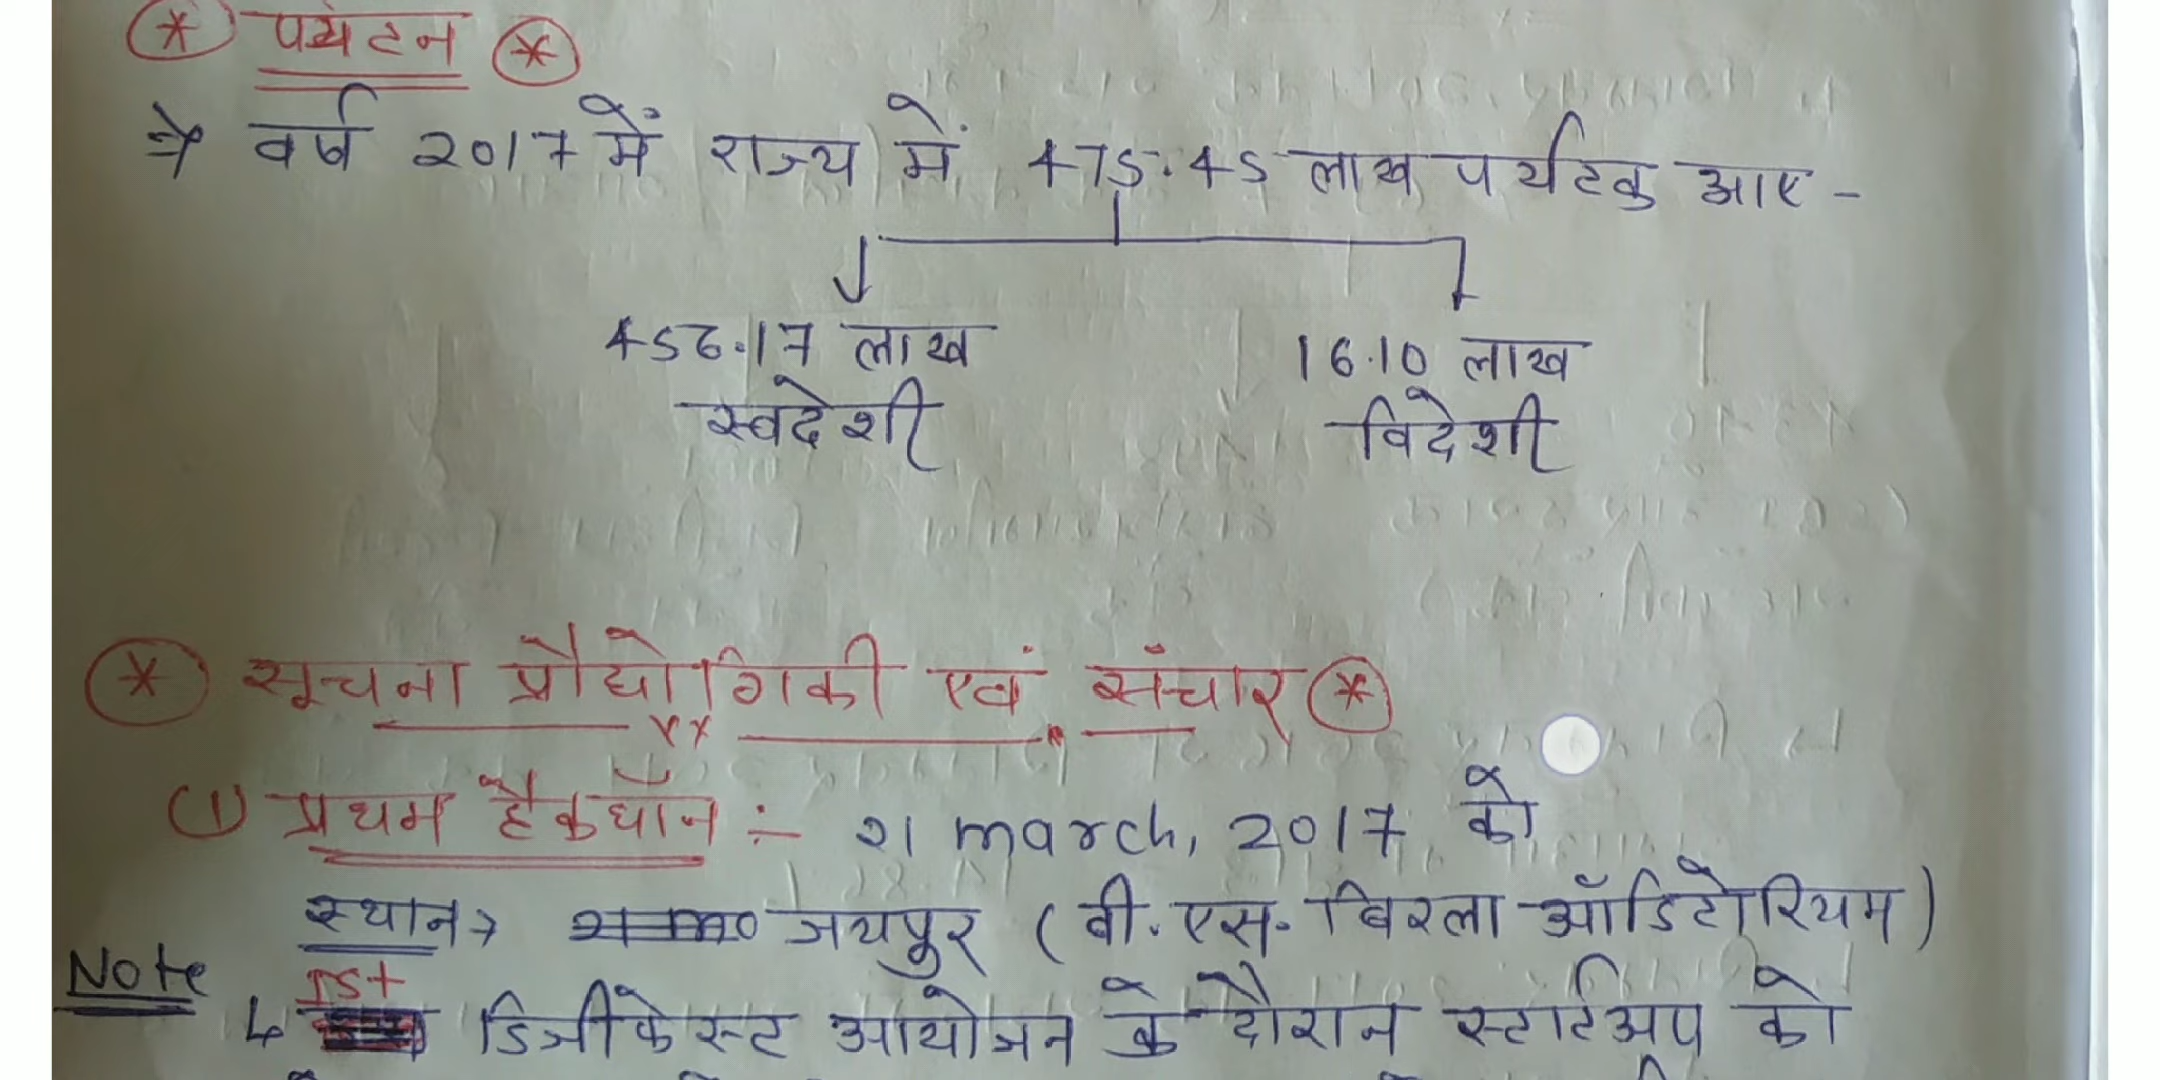 * पर्यटन *
⇒ वर्ष 2017 में राज्य में 475.45 लाख पर्यटक आए -
456.17 लाख 16.10 लाख
स्वदेशी विदेशी
* सूचना प्रौद्योगिकी एवं संचार *
(1) प्रथम हैकथॉन :- 21 march, 2017 को
स्थान → जयपुर (वी.एस. बिरला ऑडिटोरियम)
Note Ist
↳ डिजीफेस्ट आयोजन के दौरान स्टार्टअप को